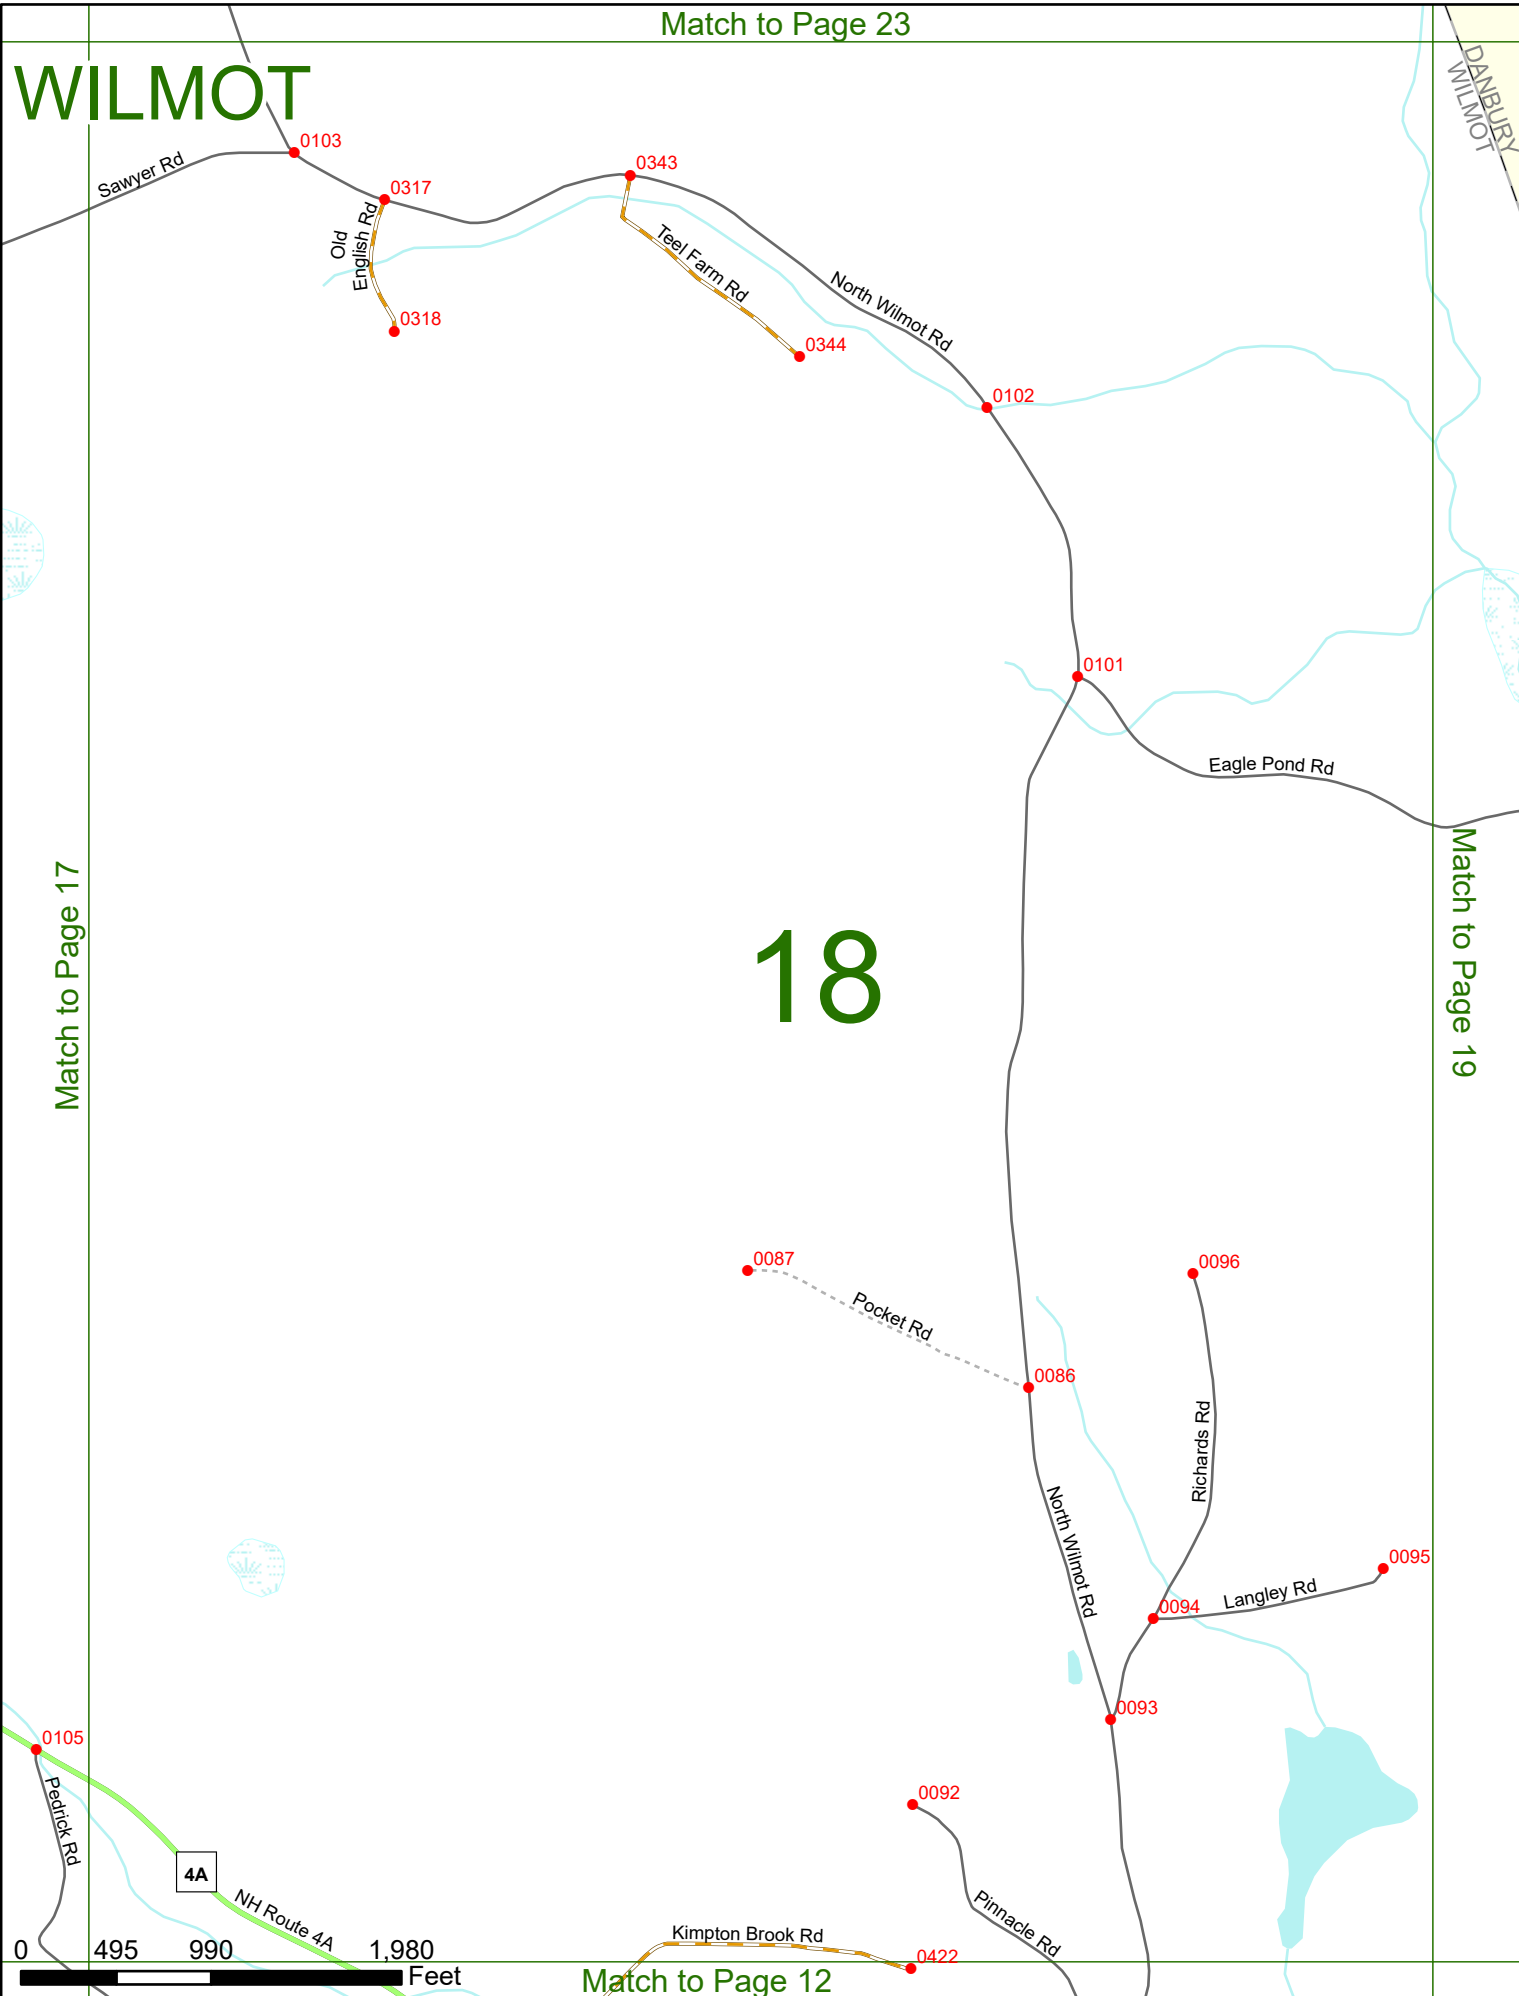 Match to Page 23
WILMOT
DANBURY
WILMOT
0103
Sawyer Rd
0317
0343
Old
English Rd
Teel Farm Rd
North Wilmot Rd
0318
0344
0102
0101
Eagle Pond Rd
Match to Page 17
18
Match to Page 19
0087
0096
Pocket Rd
0086
Richards Rd
North Wilmot Rd
0095
Langley Rd
0094
0093
0105
Pedrick Rd
0092
4A
NH Route 4A
Pinnacle Rd
Kimpton Brook Rd
0422
0 495 990 1,980
Feet
Match to Page 12